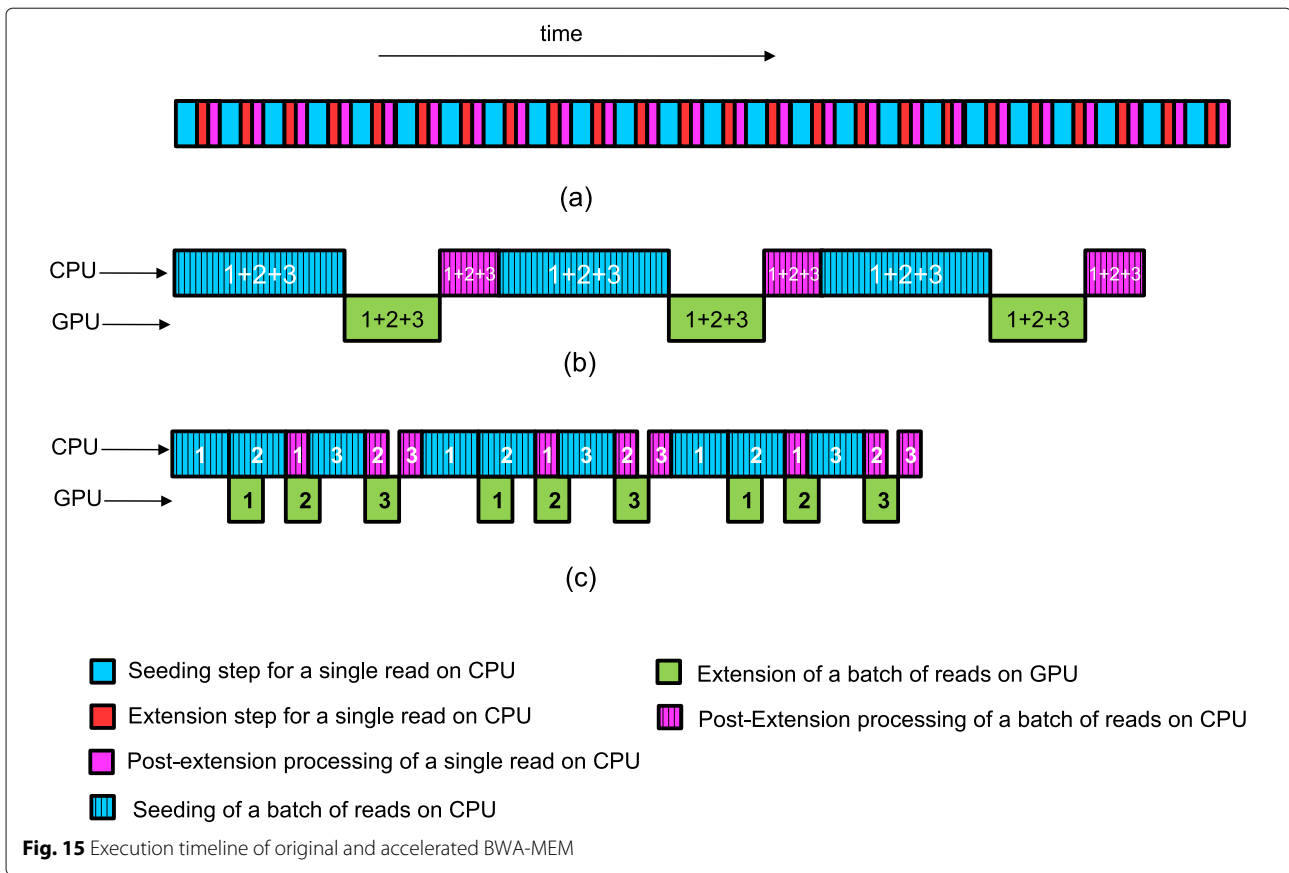 time
(a)
CPU
1+2+3 1+2+3 1+2+3 1+2+3 1+2+3 1+2+3
GPU
1+2+3 1+2+3 1+2+3
(b)
CPU
1 2 1 3 2 3 1 2 1 3 2 3 1 2 1 3 2 3
GPU
1 2 3 1 2 3 1 2 3
(c)
Seeding step for a single read on CPU
Extension step for a single read on CPU
Post-extension processing of a single read on CPU
Seeding of a batch of reads on CPU
Extension of a batch of reads on GPU
Post-Extension processing of a batch of reads on CPU
Fig. 15 Execution timeline of original and accelerated BWA-MEM